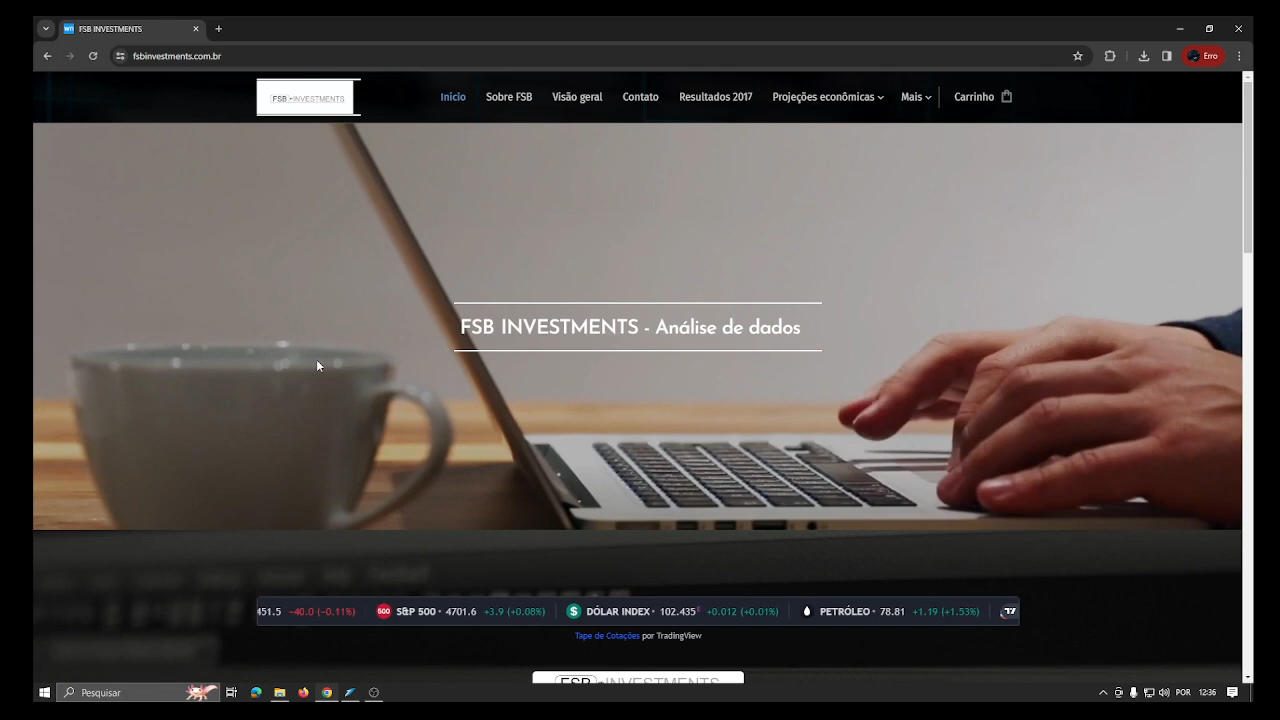 FSB INVESTMENTS
fsbinvestments.com.br
Erro
FSB INVESTMENTS
Início Sobre FSB Visão geral Contato Resultados 2017 Projeções econômicas Mais Carrinho
FSB INVESTMENTS - Análise de dados
451.5 −40.0 (−0.11%) 500 S&P 500 • 4701.6 +3.9 (+0.08%) $ DÓLAR INDEX • 102.435 +0.012 (+0.01%) PETRÓLEO • 78.81 +1.19 (+1.53%)
Tape de Cotações por TradingView
FSB INVESTMENTS
Pesquisar POR 12:36